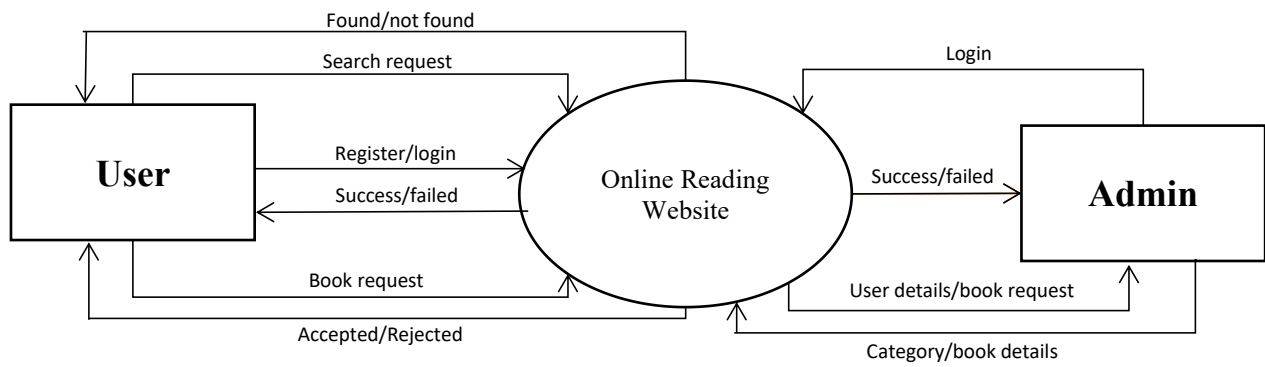 Found/not found
Search request
Login
Register/login
User
Online Reading
Website
Success/failed
Success/failed
Admin
Book request
User details/book request
Accepted/Rejected
Category/book details